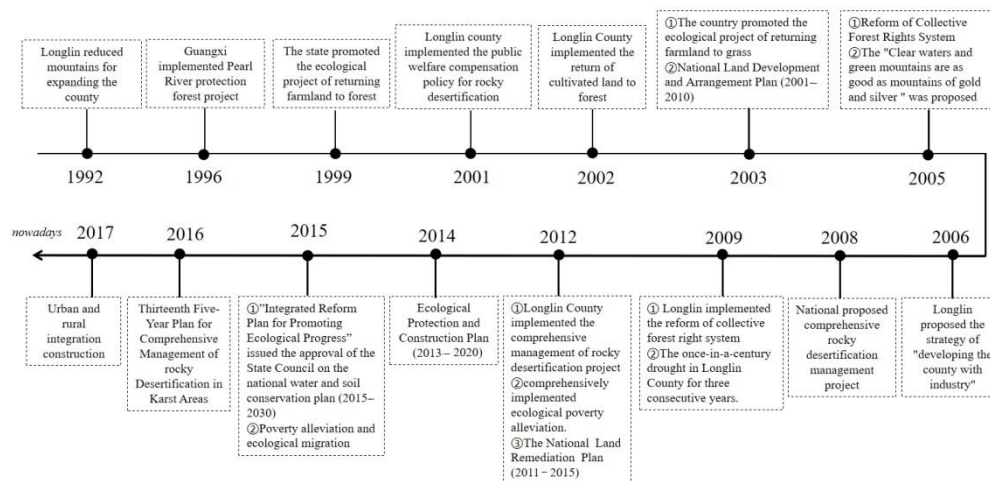 Longlin reduced
mountains for
expanding the
county
Guangxi
implemented Pearl
River protection
forest project
The state promoted
the ecological
project of returning
farmland to forest
Longlin county
implemented the public
welfare compensation
policy for rocky
desertification
Longlin County
implemented the
return of
cultivated land to
forest
①The country promoted the
ecological project of returning
farmland to grass
②National Land Development
and Arrangement Plan (2001–
2010)
①Reform of Collective
Forest Rights System
②The "Clear waters and
green mountains are as
good as mountains of gold
and silver " was proposed
1992
1996
1999
2001
2002
2003
2005
nowadays
2017
2016
2015
2014
2012
2009
2008
2006
Urban and
rural
integration
construction
Thirteenth Five-
Year Plan for
Comprehensive
Management of
rocky
Desertification in
Karst Areas
①"Integrated Reform
Plan for Promoting
Ecological Progress"
issued the approval of the
State Council on the
national water and soil
conservation plan (2015–
2030)
②Poverty alleviation and
ecological migration
Ecological
Protection and
Construction Plan
(2013– 2020)
①Longlin County
implemented the
comprehensive
management of rocky
desertification project
②comprehensively
implemented
ecological poverty
alleviation.
③The National Land
Remediation Plan
(2011－2015)
① Longlin implemented
the reform of collective
forest right system
②The once-in-a-century
drought in Longlin
County for three
consecutive years.
National proposed
comprehensive
rocky
desertification
management
project
Longlin
proposed the
strategy of
"developing the
county with
industry"